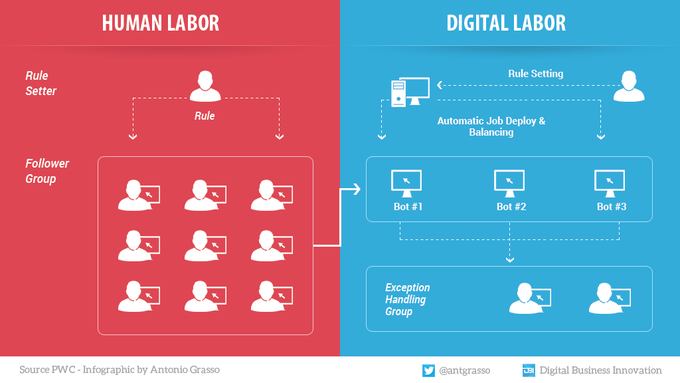 HUMAN LABOR
Rule
Setter
Rule
Follower
Group
DIGITAL LABOR
Rule Setting
Automatic Job Deploy &
Balancing
Bot #1
Bot #2
Bot #3
Exception
Handling
Group
Source PWC - Infographic by Antonio Grasso
@antgrasso
DBI
Digital Business Innovation